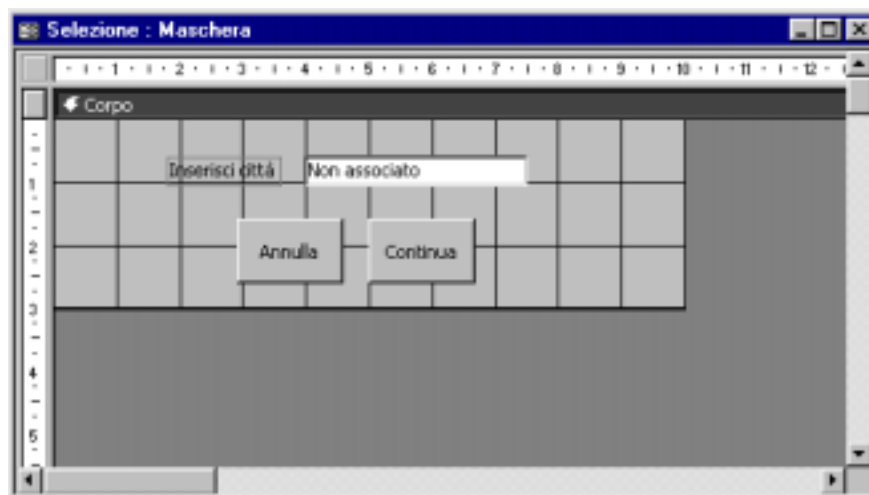 Selezione : Maschera
1 2 3 4 5 6 7 8 9 10 11 12
Corpo
1
Inserisci città Non associato
2
Annulla Continua
3
4
5